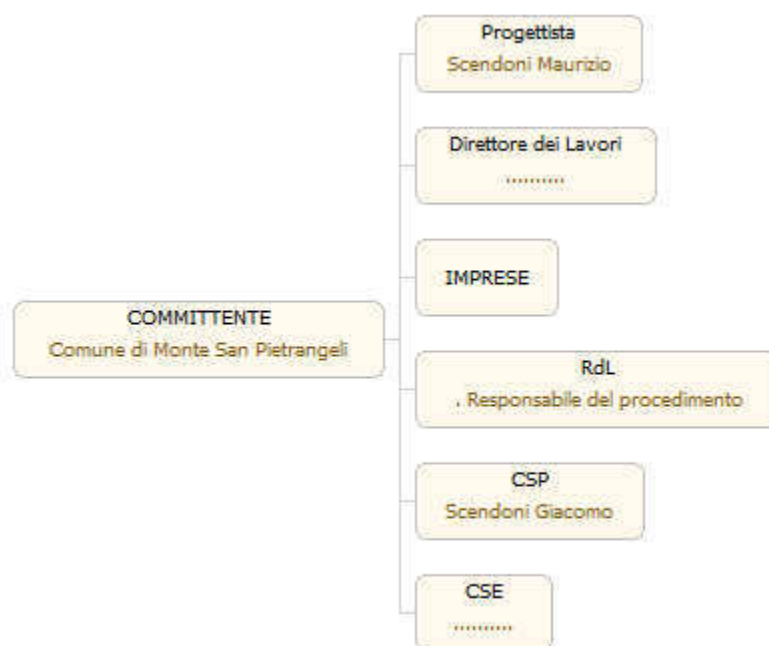 Progettista
Scendoni Maurizio
Direttore dei Lavori
..........
IMPRESE
COMMITTENTE
Comune di Monte San Pietrangeli
RdL
. Responsabile del procedimento
CSP
Scendoni Giacomo
CSE
..........